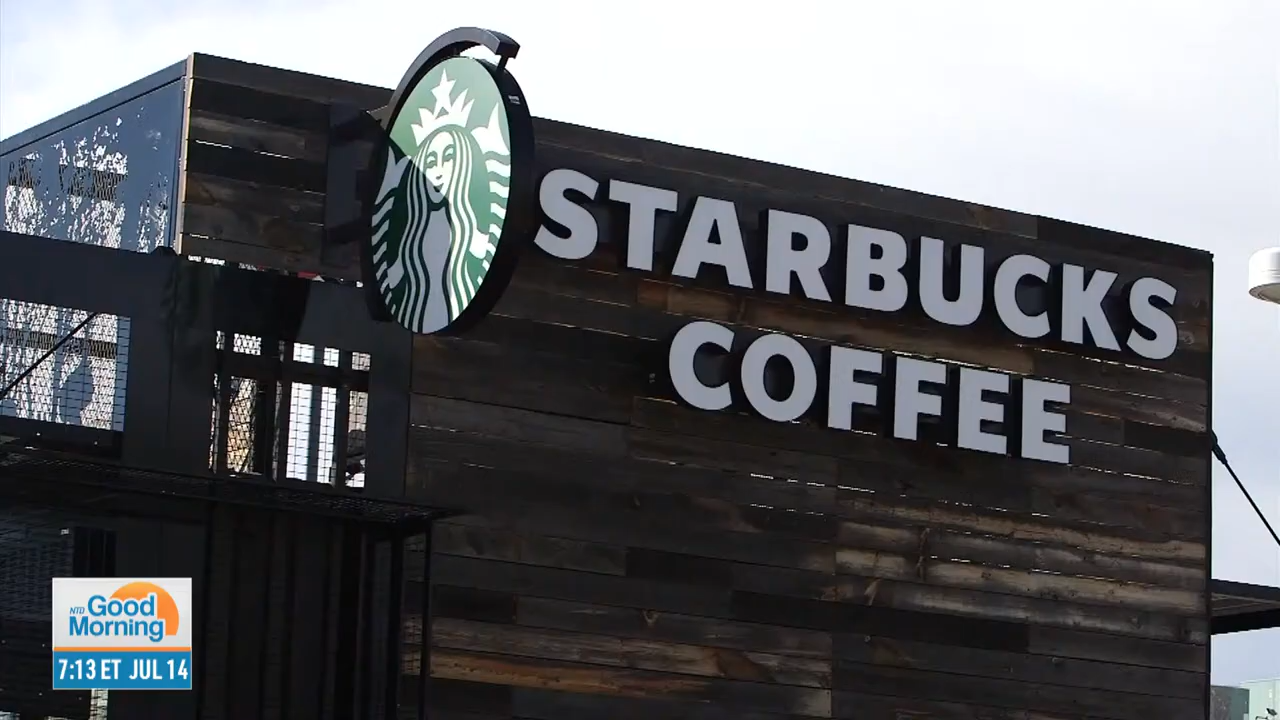 STARBUCKS
COFFEE
NTD Good
Morning
7:13 ET JUL 14